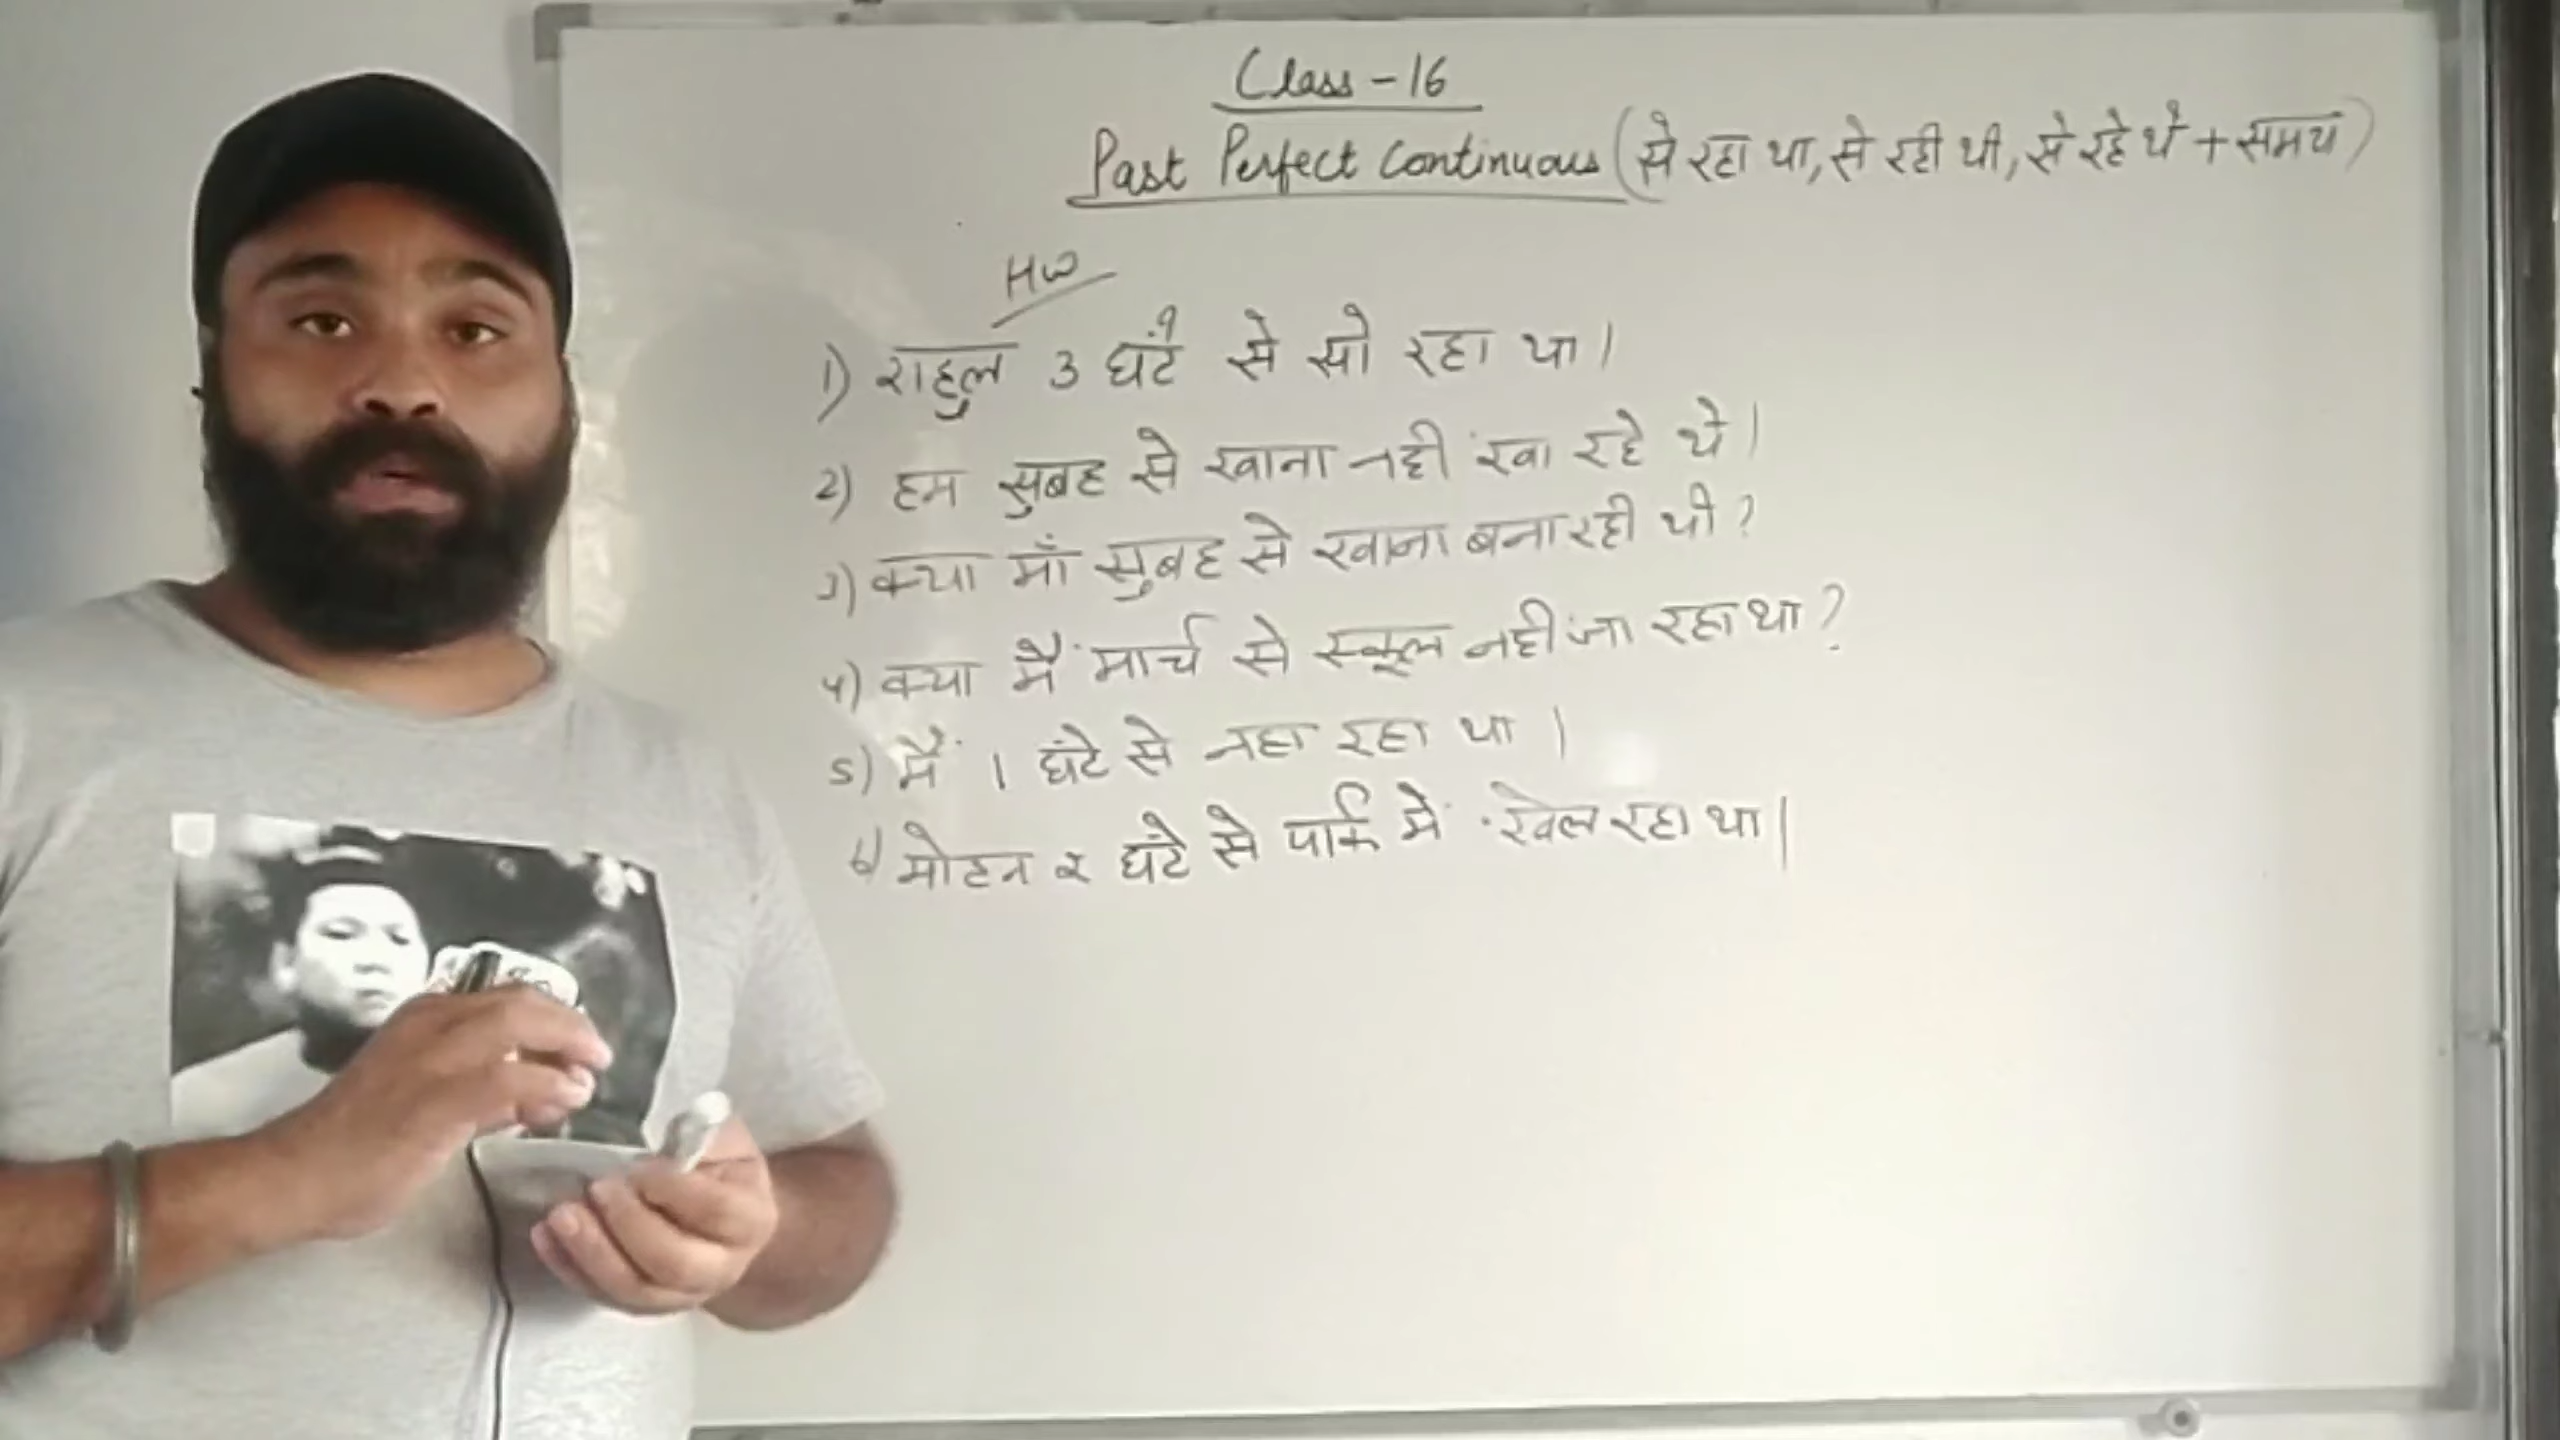 Class - 16
Past Perfect Continuous (से रहा था, से रही थी, से रहे थे + समय)
HW
1) राहुल 3 घंटे से सो रहा था।
2) हम सुबह से खाना नही खा रहे थे।
3) क्या माँ सुबह से खाना बना रही थी?
4) क्या मैं मार्च से स्कूल नही जा रहा था?
5) मैं 1 घंटे से नहा रहा था।
6) मोहन २ घंटे से पार्क में खेल रहा था।